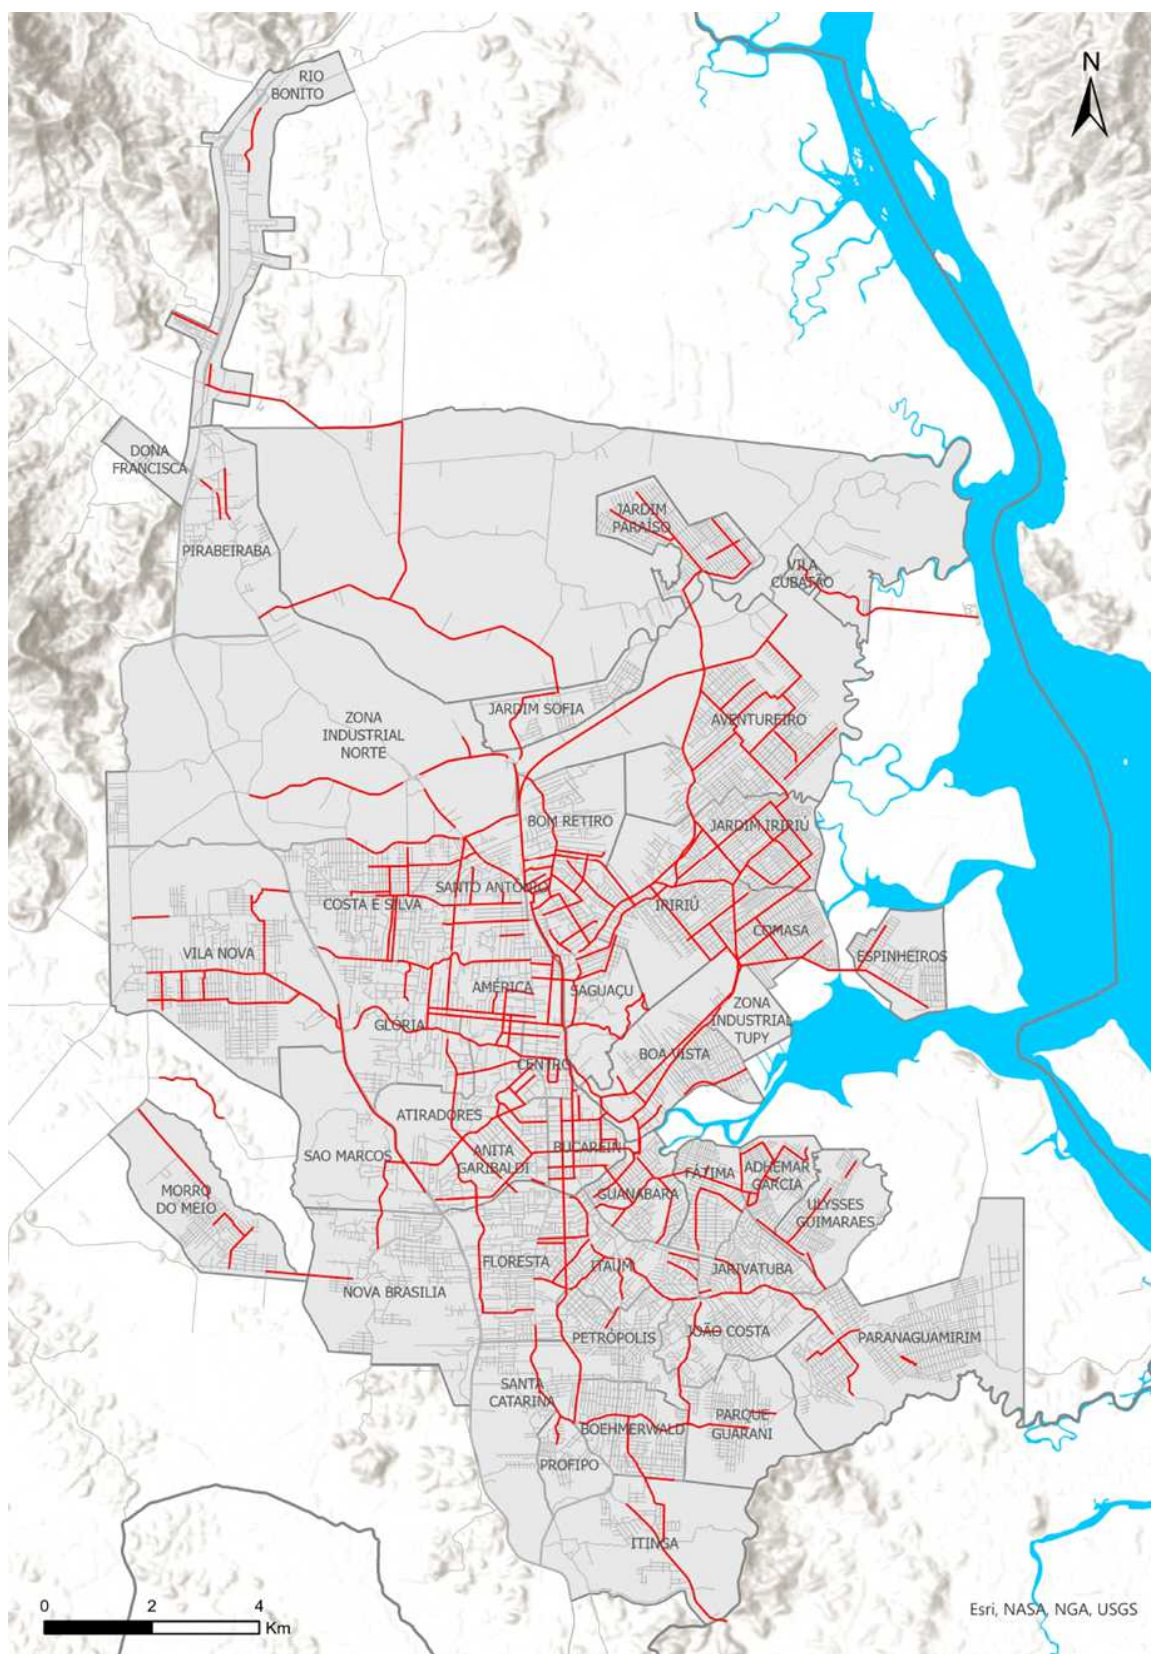 RIO
BONITO
N
DONA
FRANCISCA
PIRABEIRABA
JARDIM
PARAÍSO
VILA
CUBATÃO
JARDIM SOFIA
ZONA
INDUSTRIAL
NORTE
AVENTUREIRO
BOM RETIRO
JARDIM IRIRIÚ
SANTO ANTÔNIO
COSTA E SILVA
IRIRIÚ
COMASA
VILA NOVA
ESPINHEIROS
AMÉRICA
SAGUAÇU
ZONA
INDUSTRIAL
TUPY
GLÓRIA
BOA VISTA
CENTRO
ATIRADORES
ANITA
GARIBALDI
BUCAREIN
SAO MARCOS
FÁTIMA
ADHEMAR
GARCIA
MORRO
DO MEIO
GUANABARA
ULYSSES
GUIMARAES
FLORESTA
ITAUM
JARIVATUBA
NOVA BRASILIA
PETRÓPOLIS
JOÃO COSTA
PARANAGUAMIRIM
SANTA
CATARINA
BOEHMERWALD
PARQUE
GUARANI
PROFIPO
ITINGA
0 2 4
Km
Esri, NASA, NGA, USGS